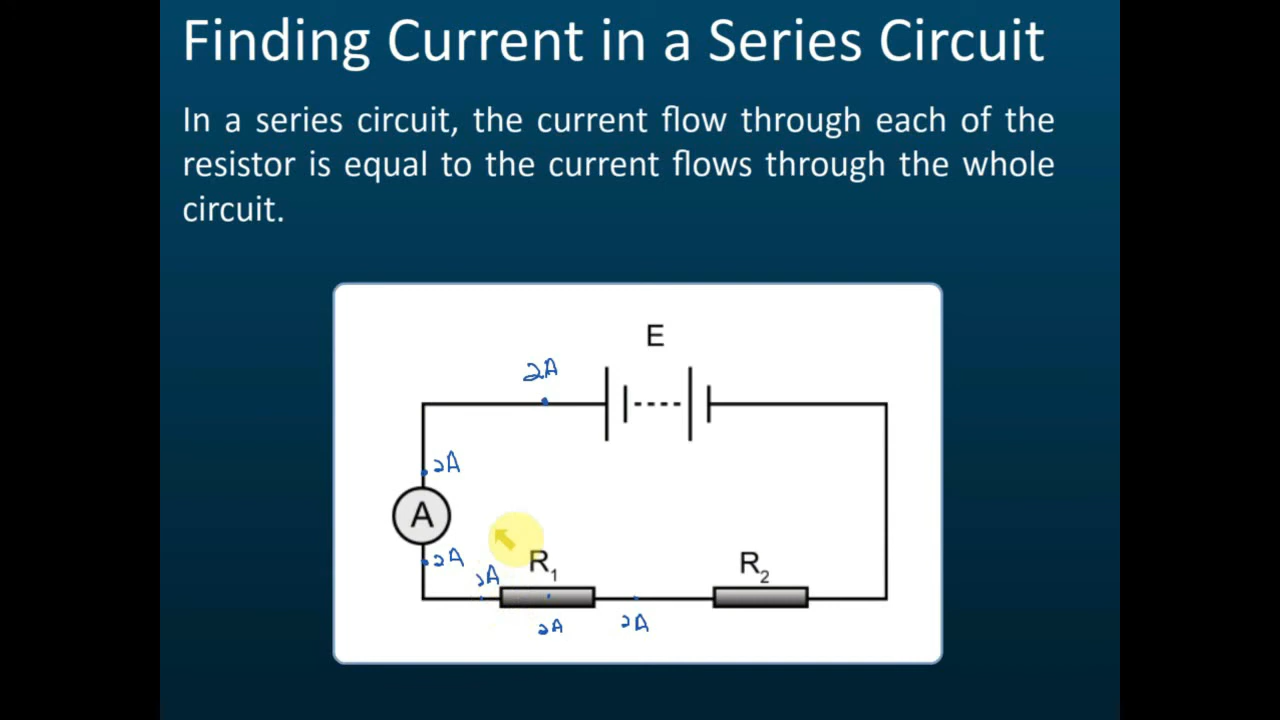 Finding Current in a Series Circuit
In a series circuit, the current flow through each of the
resistor is equal to the current flows through the whole
circuit.
E
2A
2A
A
2A
2A
R1
R2
2A
2A